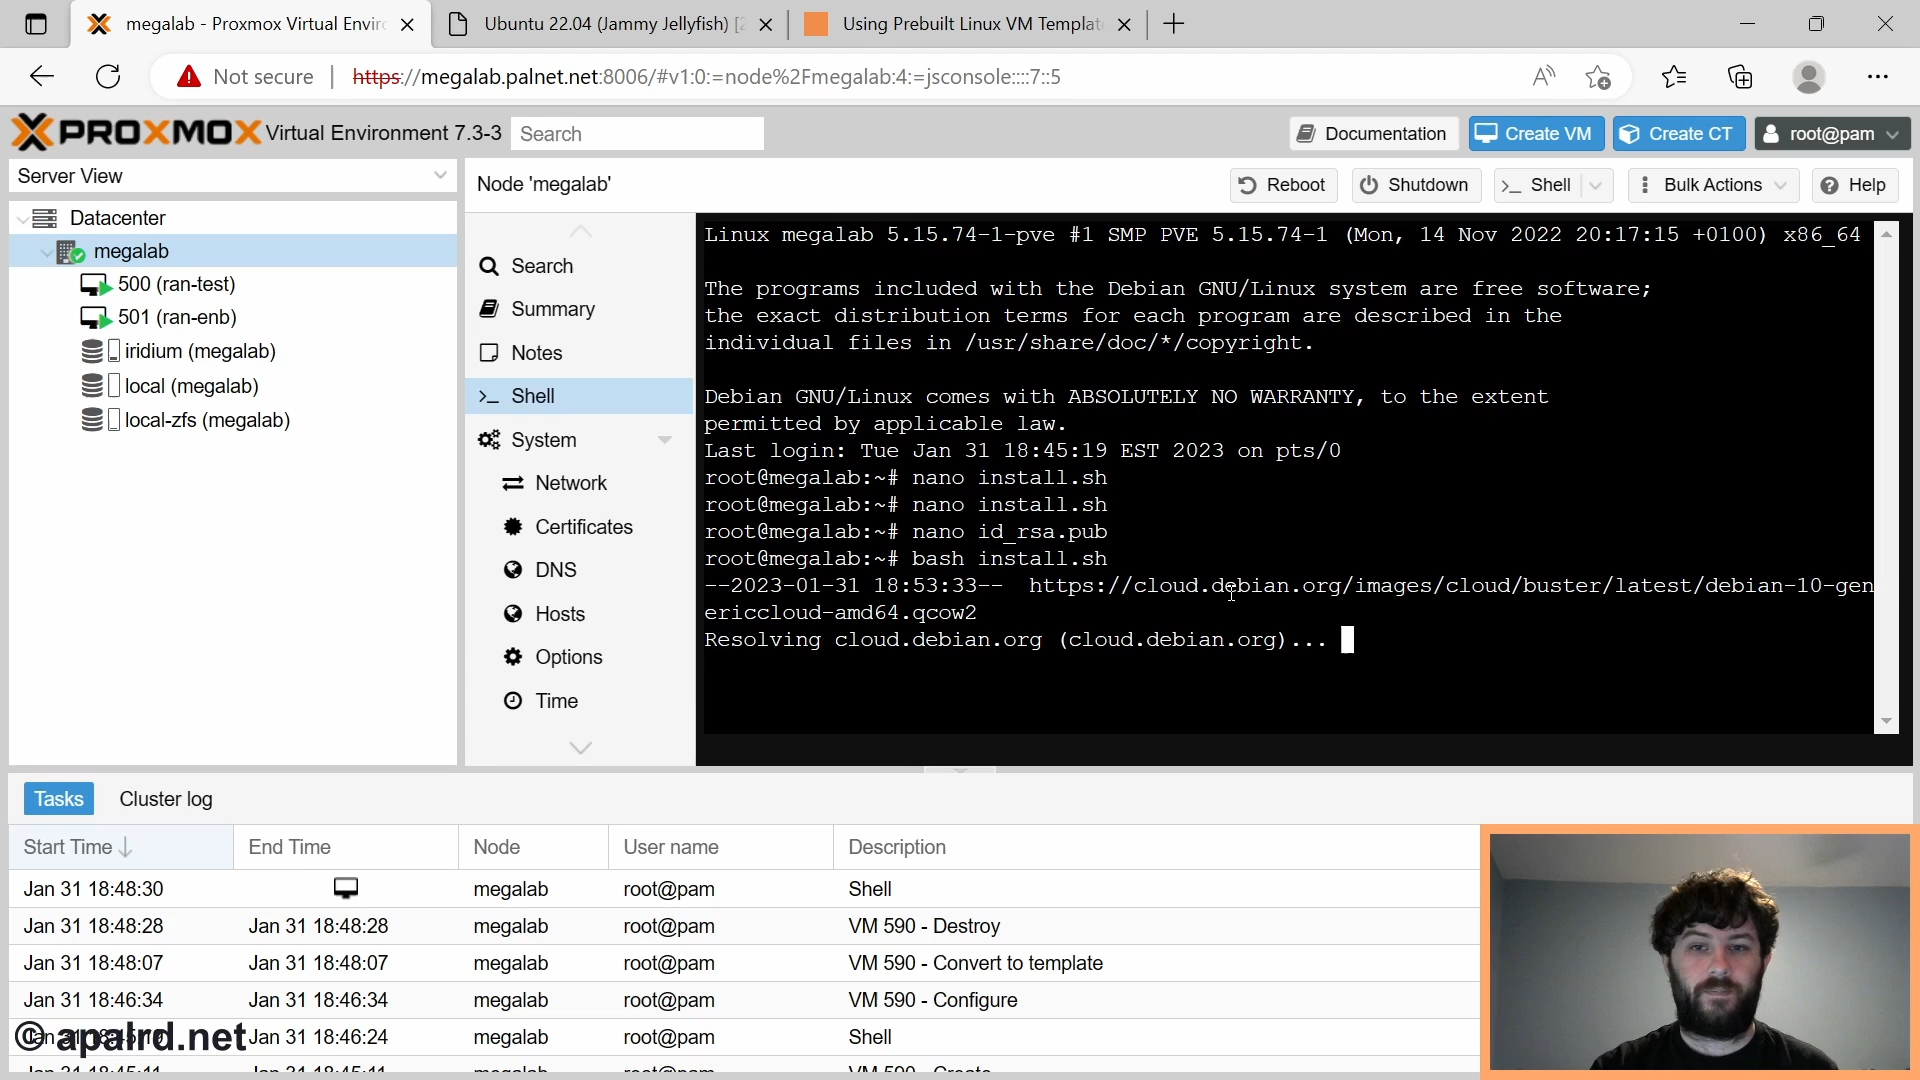 megalab - Proxmox Virtual Enviro
Ubuntu 22.04 (Jammy Jellyfish) [2
Using Prebuilt Linux VM Template
Not secure
https://megalab.palnet.net:8006/#v1:0:=node%2Fmegalab:4:=jsconsole::::7::5
PROXMOX Virtual Environment 7.3-3
Search
Documentation
Create VM
Create CT
root@pam
Server View
Datacenter
megalab
500 (ran-test)
501 (ran-enb)
iridium (megalab)
local (megalab)
local-zfs (megalab)
Node 'megalab'
Reboot
Shutdown
Shell
Bulk Actions
Help
Search
Summary
Notes
Shell
System
Network
Certificates
DNS
Hosts
Options
Time
Linux megalab 5.15.74-1-pve #1 SMP PVE 5.15.74-1 (Mon, 14 Nov 2022 20:17:15 +0100) x86_64
The programs included with the Debian GNU/Linux system are free software;
the exact distribution terms for each program are described in the
individual files in /usr/share/doc/*/copyright.
Debian GNU/Linux comes with ABSOLUTELY NO WARRANTY, to the extent
permitted by applicable law.
Last login: Tue Jan 31 18:45:19 EST 2023 on pts/0
root@megalab:~# nano install.sh
root@megalab:~# nano install.sh
root@megalab:~# nano id_rsa.pub
root@megalab:~# bash install.sh
--2023-01-31 18:53:33--  https://cloud.debian.org/images/cloud/buster/latest/debian-10-gen
ericcloud-amd64.qcow2
Resolving cloud.debian.org (cloud.debian.org)...
Tasks
Cluster log
Start Time
End Time
Node
User name
Description
Jan 31 18:48:30
megalab
root@pam
Shell
Jan 31 18:48:28
Jan 31 18:48:28
megalab
root@pam
VM 590 - Destroy
Jan 31 18:48:07
Jan 31 18:48:07
megalab
root@pam
VM 590 - Convert to template
Jan 31 18:46:34
Jan 31 18:46:34
megalab
root@pam
VM 590 - Configure
Jan 31 18:45:19
Jan 31 18:46:24
megalab
root@pam
Shell
© apalrd.net